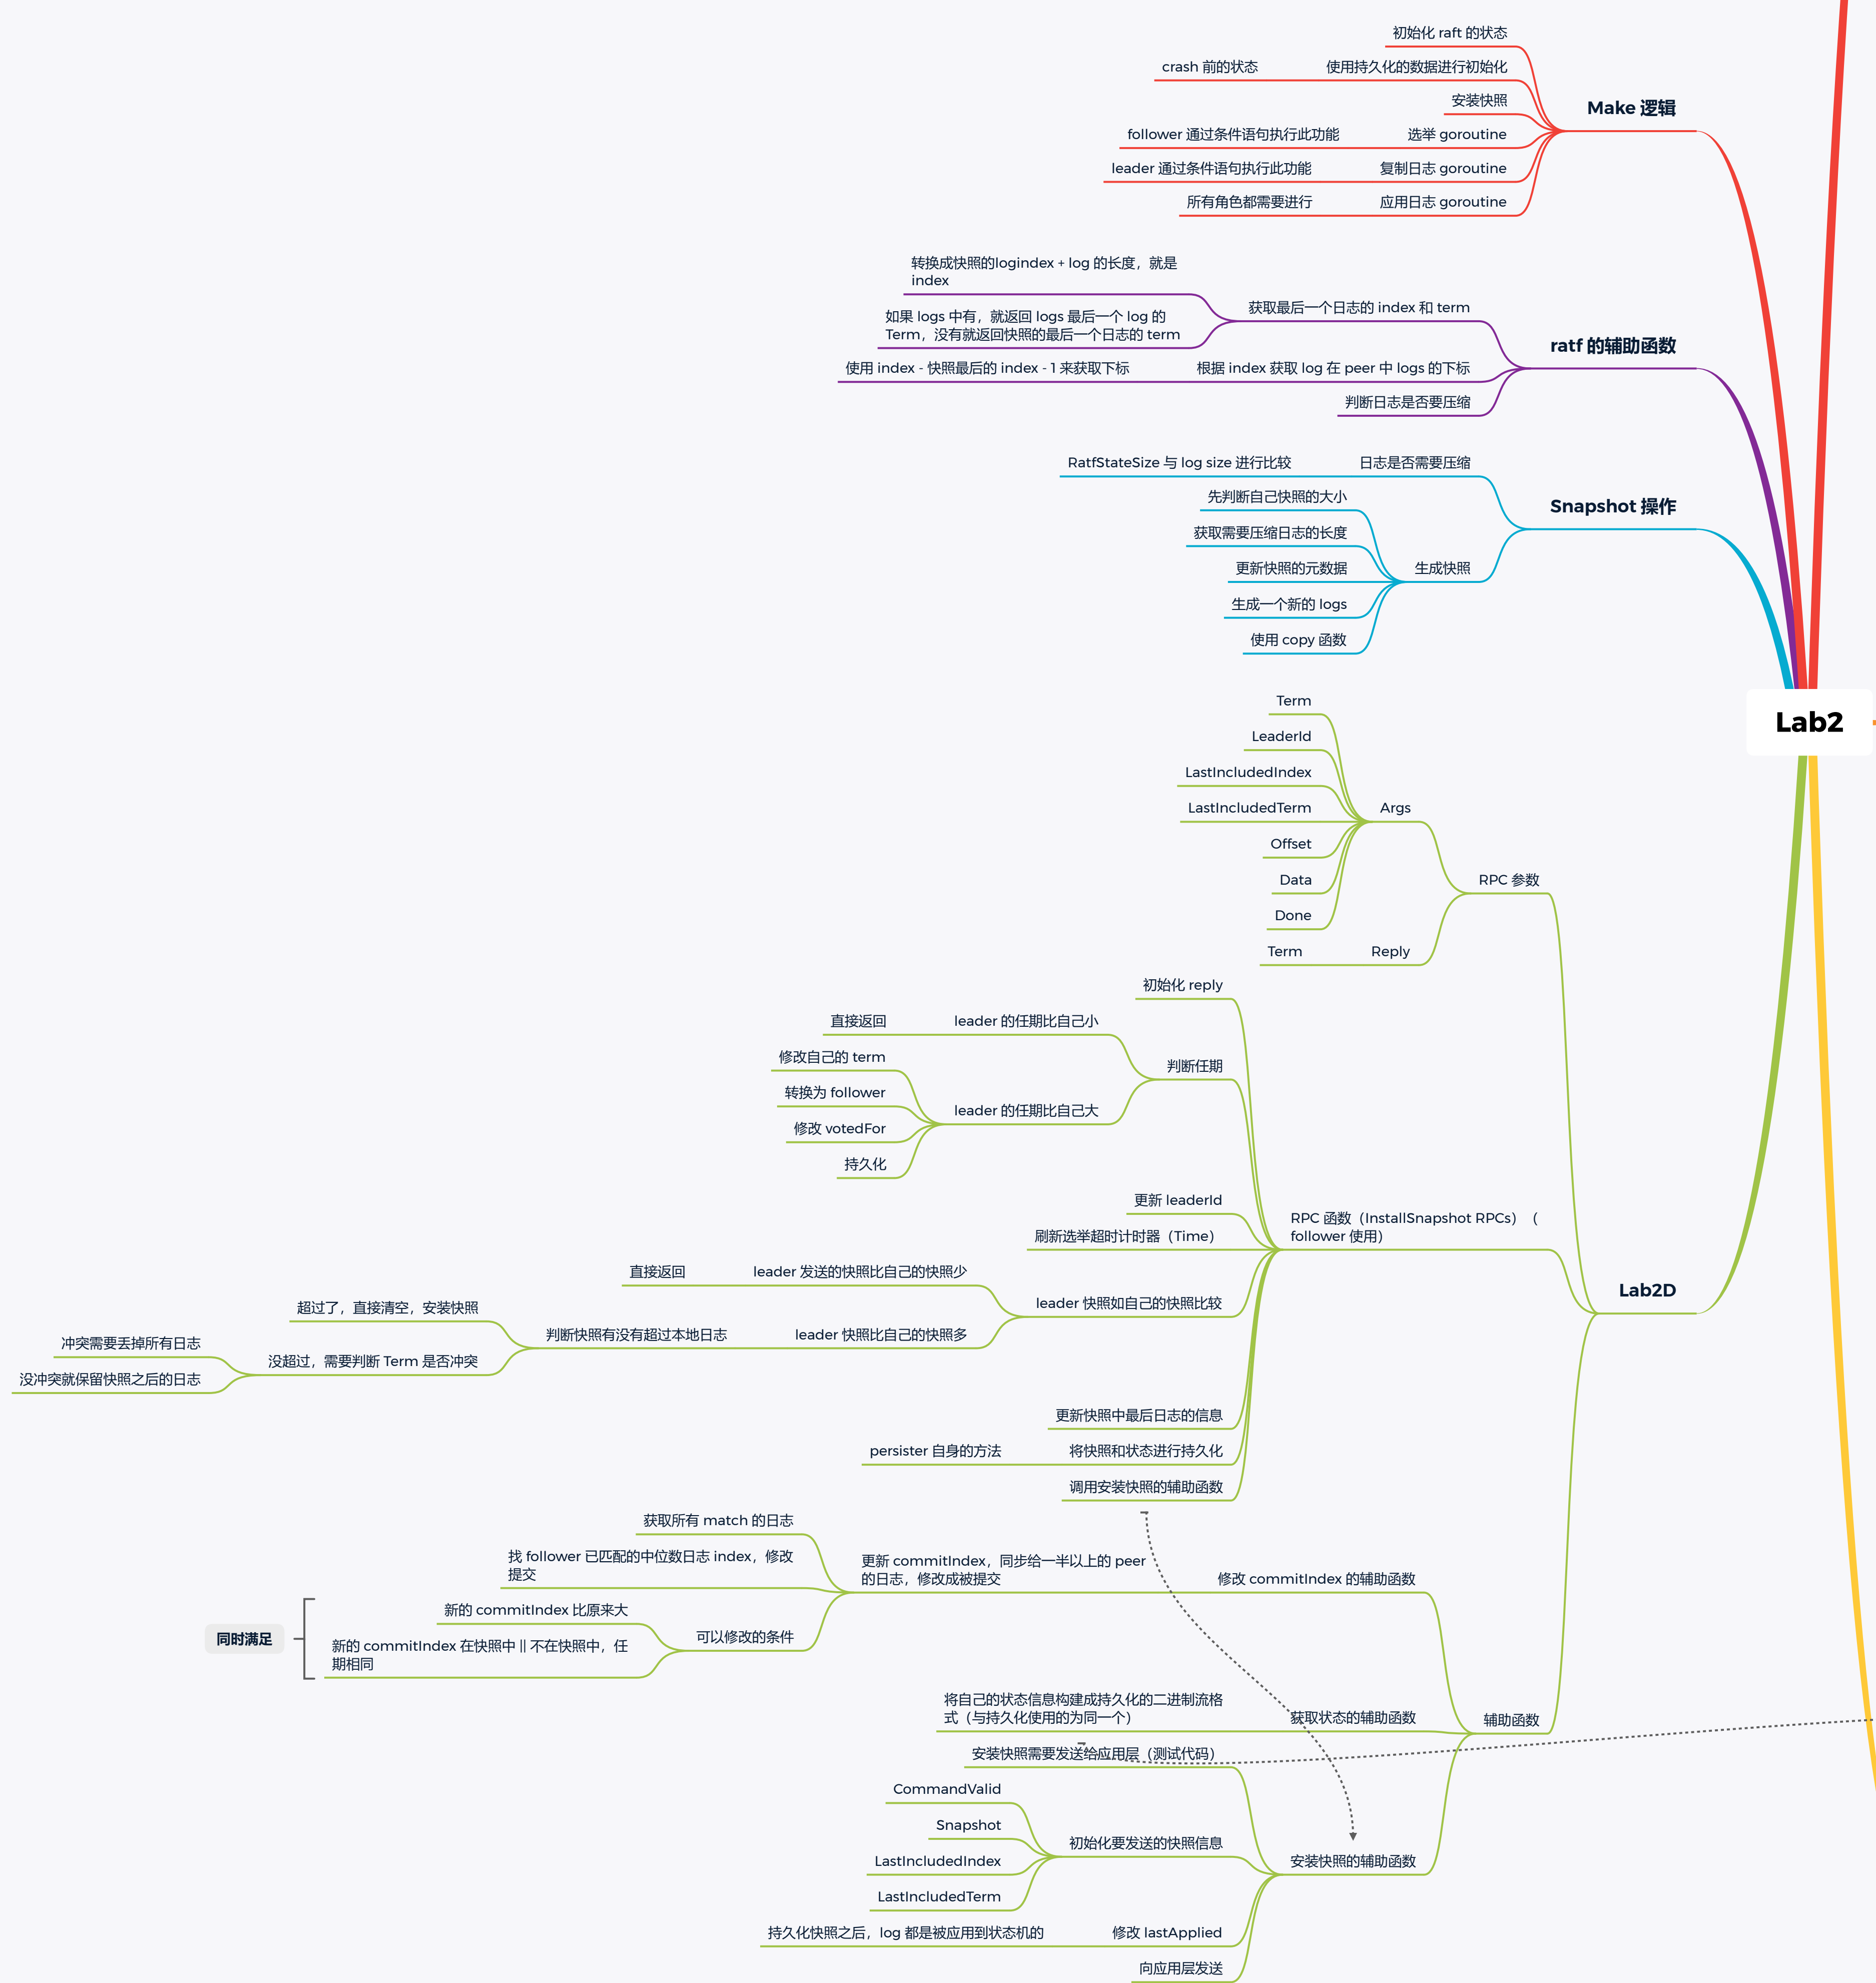 初始化 raft 的状态
crash 前的状态
使用持久化的数据进行初始化
安装快照
Make 逻辑
follower 通过条件语句执行此功能
选举 goroutine
leader 通过条件语句执行此功能
复制日志 goroutine
所有角色都需要进行
应用日志 goroutine
转换成快照的logindex + log 的长度，就是
index
获取最后一个日志的 index 和 term
如果 logs 中有，就返回 logs 最后一个 log 的
Term，没有就返回快照的最后一个日志的 term
ratf 的辅助函数
使用 index - 快照最后的 index - 1 来获取下标
根据 index 获取 log 在 peer 中 logs 的下标
判断日志是否要压缩
RatfStateSize 与 log size 进行比较
日志是否需要压缩
先判断自己快照的大小
Snapshot 操作
获取需要压缩日志的长度
更新快照的元数据
生成快照
生成一个新的 logs
使用 copy 函数
Term
Lab2
LeaderId
LastIncludedIndex
LastIncludedTerm
Args
Offset
Data
RPC 参数
Done
Term
Reply
初始化 reply
直接返回
leader 的任期比自己小
修改自己的 term
判断任期
转换为 follower
leader 的任期比自己大
修改 votedFor
持久化
更新 leaderId
RPC 函数（InstallSnapshot RPCs）（
follower 使用）
刷新选举超时计时器（Time）
直接返回
leader 发送的快照比自己的快照少
Lab2D
超过了，直接清空，安装快照
leader 快照如自己的快照比较
冲突需要丢掉所有日志
判断快照有没有超过本地日志
leader 快照比自己的快照多
没超过，需要判断 Term 是否冲突
没冲突就保留快照之后的日志
更新快照中最后日志的信息
persister 自身的方法
将快照和状态进行持久化
调用安装快照的辅助函数
获取所有 match 的日志
找 follower 已匹配的中位数日志 index，修改
提交
更新 commitIndex，同步给一半以上的 peer
的日志，修改成被提交
修改 commitIndex 的辅助函数
新的 commitIndex 比原来大
同时满足
可以修改的条件
新的 commitIndex 在快照中 || 不在快照中，任
期相同
将自己的状态信息构建成持久化的二进制流格
式（与持久化使用的为同一个）
获取状态的辅助函数
辅助函数
安装快照需要发送给应用层（测试代码）
CommandValid
Snapshot
初始化要发送的快照信息
LastIncludedIndex
安装快照的辅助函数
LastIncludedTerm
持久化快照之后，log 都是被应用到状态机的
修改 lastApplied
向应用层发送